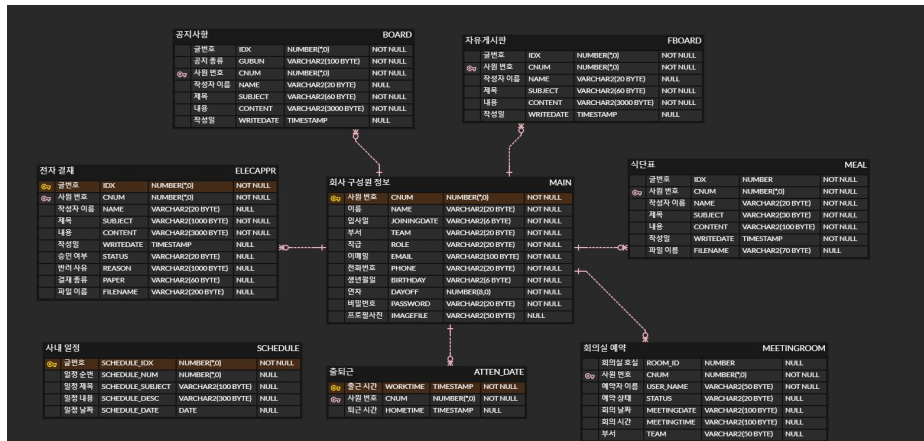 공지사항 BOARD
글번호 IDX NUMBER(*,0) NOT NULL
공지 종류 GUBUN VARCHAR2(100 BYTE) NOT NULL
사원 번호 CNUM NUMBER(*,0) NOT NULL
작성자 이름 NAME VARCHAR2(20 BYTE) NULL
제목 SUBJECT VARCHAR2(60 BYTE) NOT NULL
내용 CONTENT VARCHAR2(3000 BYTE) NOT NULL
작성일 WRITEDATE TIMESTAMP NULL
자유게시판 FBOARD
글번호 IDX NUMBER(*,0) NOT NULL
사원 번호 CNUM NUMBER(*,0) NOT NULL
작성자 이름 NAME VARCHAR2(20 BYTE) NULL
제목 SUBJECT VARCHAR2(60 BYTE) NOT NULL
내용 CONTENT VARCHAR2(3000 BYTE) NOT NULL
작성일 WRITEDATE TIMESTAMP NULL
전자 결재 ELECAPPR
글번호 IDX NUMBER(*,0) NOT NULL
사원 번호 CNUM NUMBER(*,0) NOT NULL
작성자 이름 NAME VARCHAR2(20 BYTE) NULL
제목 SUBJECT VARCHAR2(1000 BYTE) NOT NULL
내용 CONTENT VARCHAR2(3000 BYTE) NOT NULL
작성일 WRITEDATE TIMESTAMP NULL
승인 여부 STATUS VARCHAR2(20 BYTE) NULL
반려 사유 REASON VARCHAR2(1000 BYTE) NULL
결재 종류 PAPER VARCHAR2(60 BYTE) NULL
파일 이름 FILENAME VARCHAR2(200 BYTE) NULL
회사 구성원 정보 MAIN
사원 번호 CNUM NUMBER(*,0) NOT NULL
이름 NAME VARCHAR2(20 BYTE) NOT NULL
입사일 JOININGDATE VARCHAR2(6 BYTE) NOT NULL
부서 TEAM VARCHAR2(20 BYTE) NOT NULL
직급 ROLE VARCHAR2(20 BYTE) NOT NULL
이메일 EMAIL VARCHAR2(100 BYTE) NOT NULL
전화번호 PHONE VARCHAR2(20 BYTE) NOT NULL
생년월일 BIRTHDAY VARCHAR2(6 BYTE) NOT NULL
연차 DAYOFF NUMBER(8,0) NOT NULL
비밀번호 PASSWORD VARCHAR2(20 BYTE) NOT NULL
프로필사진 IMAGEFILE VARCHAR2(50 BYTE) NULL
식단표 MEAL
글번호 IDX NUMBER NOT NULL
사원 번호 CNUM NUMBER(*,0) NOT NULL
작성자 이름 NAME VARCHAR2(20 BYTE) NOT NULL
제목 SUBJECT VARCHAR2(30 BYTE) NOT NULL
내용 CONTENT VARCHAR2(100 BYTE) NOT NULL
작성일 WRITEDATE TIMESTAMP NOT NULL
파일 이름 FILENAME VARCHAR2(70 BYTE) NULL
사내 일정 SCHEDULE
글번호 SCHEDULE_IDX NUMBER(*,0) NOT NULL
일정 순번 SCHEDULE_NUM NUMBER(*,0) NULL
일정 제목 SCHEDULE_SUBJECT VARCHAR2(100 BYTE) NULL
일정 내용 SCHEDULE_DESC VARCHAR2(300 BYTE) NULL
일정 날짜 SCHEDULE_DATE DATE NULL
출퇴근 ATTEN_DATE
출근 시간 WORKTIME TIMESTAMP NOT NULL
사원 번호 CNUM NUMBER(*,0) NOT NULL
퇴근 시간 HOMETIME TIMESTAMP NULL
회의실 예약 MEETINGROOM
회의실 호실 ROOM_ID NUMBER NULL
사원 번호 CNUM NUMBER(*,0) NOT NULL
예약자 이름 USER_NAME VARCHAR2(50 BYTE) NOT NULL
예약 상태 STATUS VARCHAR2(20 BYTE) NULL
회의 날짜 MEETINGDATE VARCHAR2(100 BYTE) NULL
회의 시간 MEETINGTIME VARCHAR2(100 BYTE) NULL
부서 TEAM VARCHAR2(50 BYTE) NULL